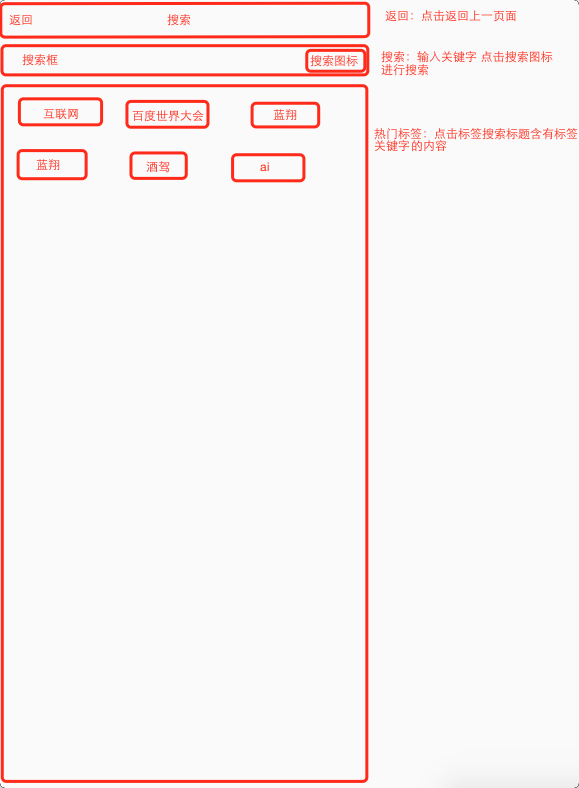 返回 搜索
返回：点击返回上一页面
搜索框 搜索图标
搜索：输入关键字 点击搜索图标
进行搜索
互联网 百度世界大会 蓝翔
热门标签：点击标签搜索标题含有标签
关键字的内容
蓝翔 酒驾 ai